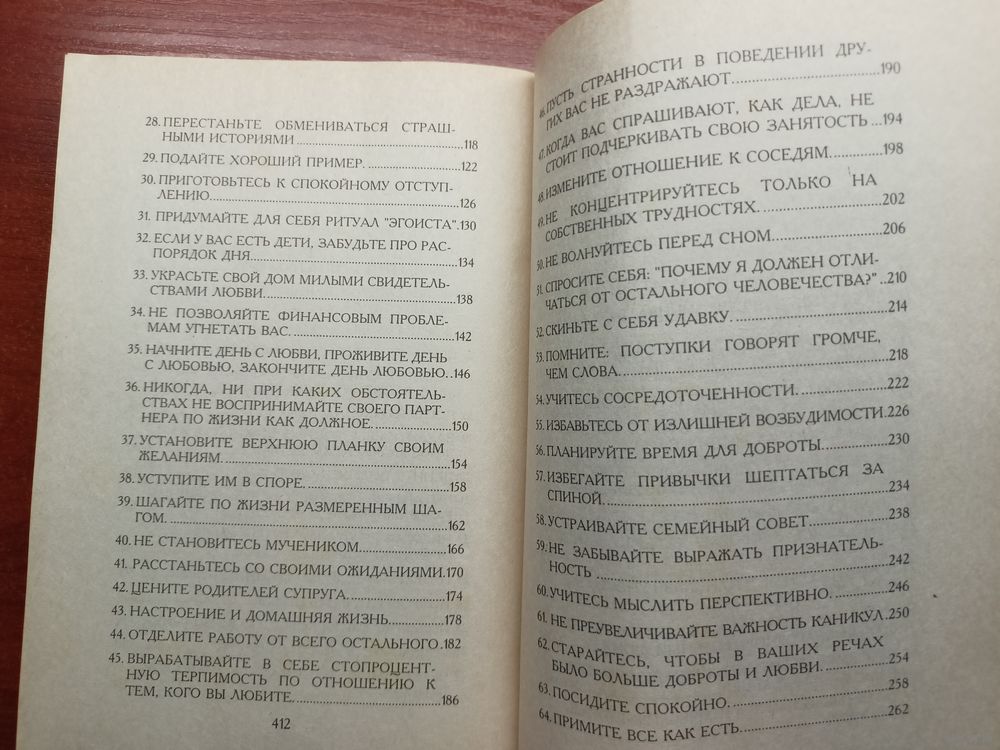 28. ПЕРЕСТАНЬТЕ ОБМЕНИВАТЬСЯ СТРАШ-
НЫМИ ИСТОРИЯМИ ..................................118
29. ПОДАЙТЕ ХОРОШИЙ ПРИМЕР. ..................122
30. ПРИГОТОВЬТЕСЬ К СПОКОЙНОМУ ОТСТУП-
ЛЕНИЮ..................................................126
31. ПРИДУМАЙТЕ ДЛЯ СЕБЯ РИТУАЛ "ЭГОИСТА".130
32. ЕСЛИ У ВАС ЕСТЬ ДЕТИ, ЗАБУДЬТЕ ПРО РАС-
ПОРЯДОК ДНЯ..........................................134
33. УКРАСЬТЕ СВОЙ ДОМ МИЛЫМИ СВИДЕТЕЛЬ-
СТВАМИ ЛЮБВИ........................................138
34. НЕ ПОЗВОЛЯЙТЕ ФИНАНСОВЫМ ПРОБЛЕ-
МАМ УГНЕТАТЬ ВАС. ..................................142
35. НАЧНИТЕ ДЕНЬ С ЛЮБВИ, ПРОЖИВИТЕ ДЕНЬ
С ЛЮБОВЬЮ, ЗАКОНЧИТЕ ДЕНЬ ЛЮБОВЬЮ. ..146
36. НИКОГДА, НИ ПРИ КАКИХ ОБСТОЯТЕЛЬ-
СТВАХ НЕ ВОСПРИНИМАЙТЕ СВОЕГО ПАРТ-
НЕРА ПО ЖИЗНИ КАК ДОЛЖНОЕ. ..................150
37. УСТАНОВИТЕ ВЕРХНЮЮ ПЛАНКУ СВОИМ
ЖЕЛАНИЯМ. ............................................154
38. УСТУПИТЕ ИМ В СПОРЕ. ..........................158
39. ШАГАЙТЕ ПО ЖИЗНИ РАЗМЕРЕННЫМ ША-
ГОМ. .....................................................162
40. НЕ СТАНОВИТЕСЬ МУЧЕНИКОМ....................166
41. РАССТАНЬТЕСЬ СО СВОИМИ ОЖИДАНИЯМИ.170
42. ЦЕНИТЕ РОДИТЕЛЕЙ СУПРУГА. ..................174
43. НАСТРОЕНИЕ И ДОМАШНЯЯ ЖИЗНЬ..............178
44. ОТДЕЛИТЕ РАБОТУ ОТ ВСЕГО ОСТАЛЬНОГО.182
45. ВЫРАБАТЫВАЙТЕ В СЕБЕ СТОПРОЦЕНТ-
НУЮ ТЕРПИМОСТЬ ПО ОТНОШЕНИЮ К
ТЕМ, КОГО ВЫ ЛЮБИТЕ. ............................186
412
46. ПУСТЬ СТРАННОСТИ В ПОВЕДЕНИИ ДРУ-
ГИХ ВАС НЕ РАЗДРАЖАЮТ. ........................190
47. КОГДА ВАС СПРАШИВАЮТ, КАК ДЕЛА, НЕ
СТОИТ ПОДЧЕРКИВАТЬ СВОЮ ЗАНЯТОСТЬ ...194
48. ИЗМЕНИТЕ ОТНОШЕНИЕ К СОСЕДЯМ...........198
49. НЕ КОНЦЕНТРИРУЙТЕСЬ ТОЛЬКО НА
СОБСТВЕННЫХ ТРУДНОСТЯХ. ......................202
50. НЕ ВОЛНУЙТЕСЬ ПЕРЕД СНОМ....................206
51. СПРОСИТЕ СЕБЯ: "ПОЧЕМУ Я ДОЛЖЕН ОТЛИ-
ЧАТЬСЯ ОТ ОСТАЛЬНОГО ЧЕЛОВЕЧЕСТВА?" ..210
52. СКИНЬТЕ С СЕБЯ УДАВКУ. .........................214
53. ПОМНИТЕ: ПОСТУПКИ ГОВОРЯТ ГРОМЧЕ,
ЧЕМ СЛОВА. ............................................218
54. УЧИТЕСЬ СОСРЕДОТОЧЕННОСТИ. ................222
55. ИЗБАВЬТЕСЬ ОТ ИЗЛИШНЕЙ ВОЗБУДИМОСТИ.226
56. ПЛАНИРУЙТЕ ВРЕМЯ ДЛЯ ДОБРОТЫ. ............230
57. ИЗБЕГАЙТЕ ПРИВЫЧКИ ШЕПТАТЬСЯ ЗА
СПИНОЙ. ................................................234
58. УСТРАИВАЙТЕ СЕМЕЙНЫЙ СОВЕТ..............238
59. НЕ ЗАБЫВАЙТЕ ВЫРАЖАТЬ ПРИЗНАТЕЛЬ-
НОСТЬ ...................................................242
60. УЧИТЕСЬ МЫСЛИТЬ ПЕРСПЕКТИВНО. ..........246
61. НЕ ПРЕУВЕЛИЧИВАЙТЕ ВАЖНОСТЬ КАНИКУЛ.250
62. СТАРАЙТЕСЬ, ЧТОБЫ В ВАШИХ РЕЧАХ
БЫЛО БОЛЬШЕ ДОБРОТЫ И ЛЮБВИ. .............254
63. ПОСИДИТЕ СПОКОЙНО. ............................258
64. ПРИМИТЕ ВСЕ КАК ЕСТЬ. ..........................262